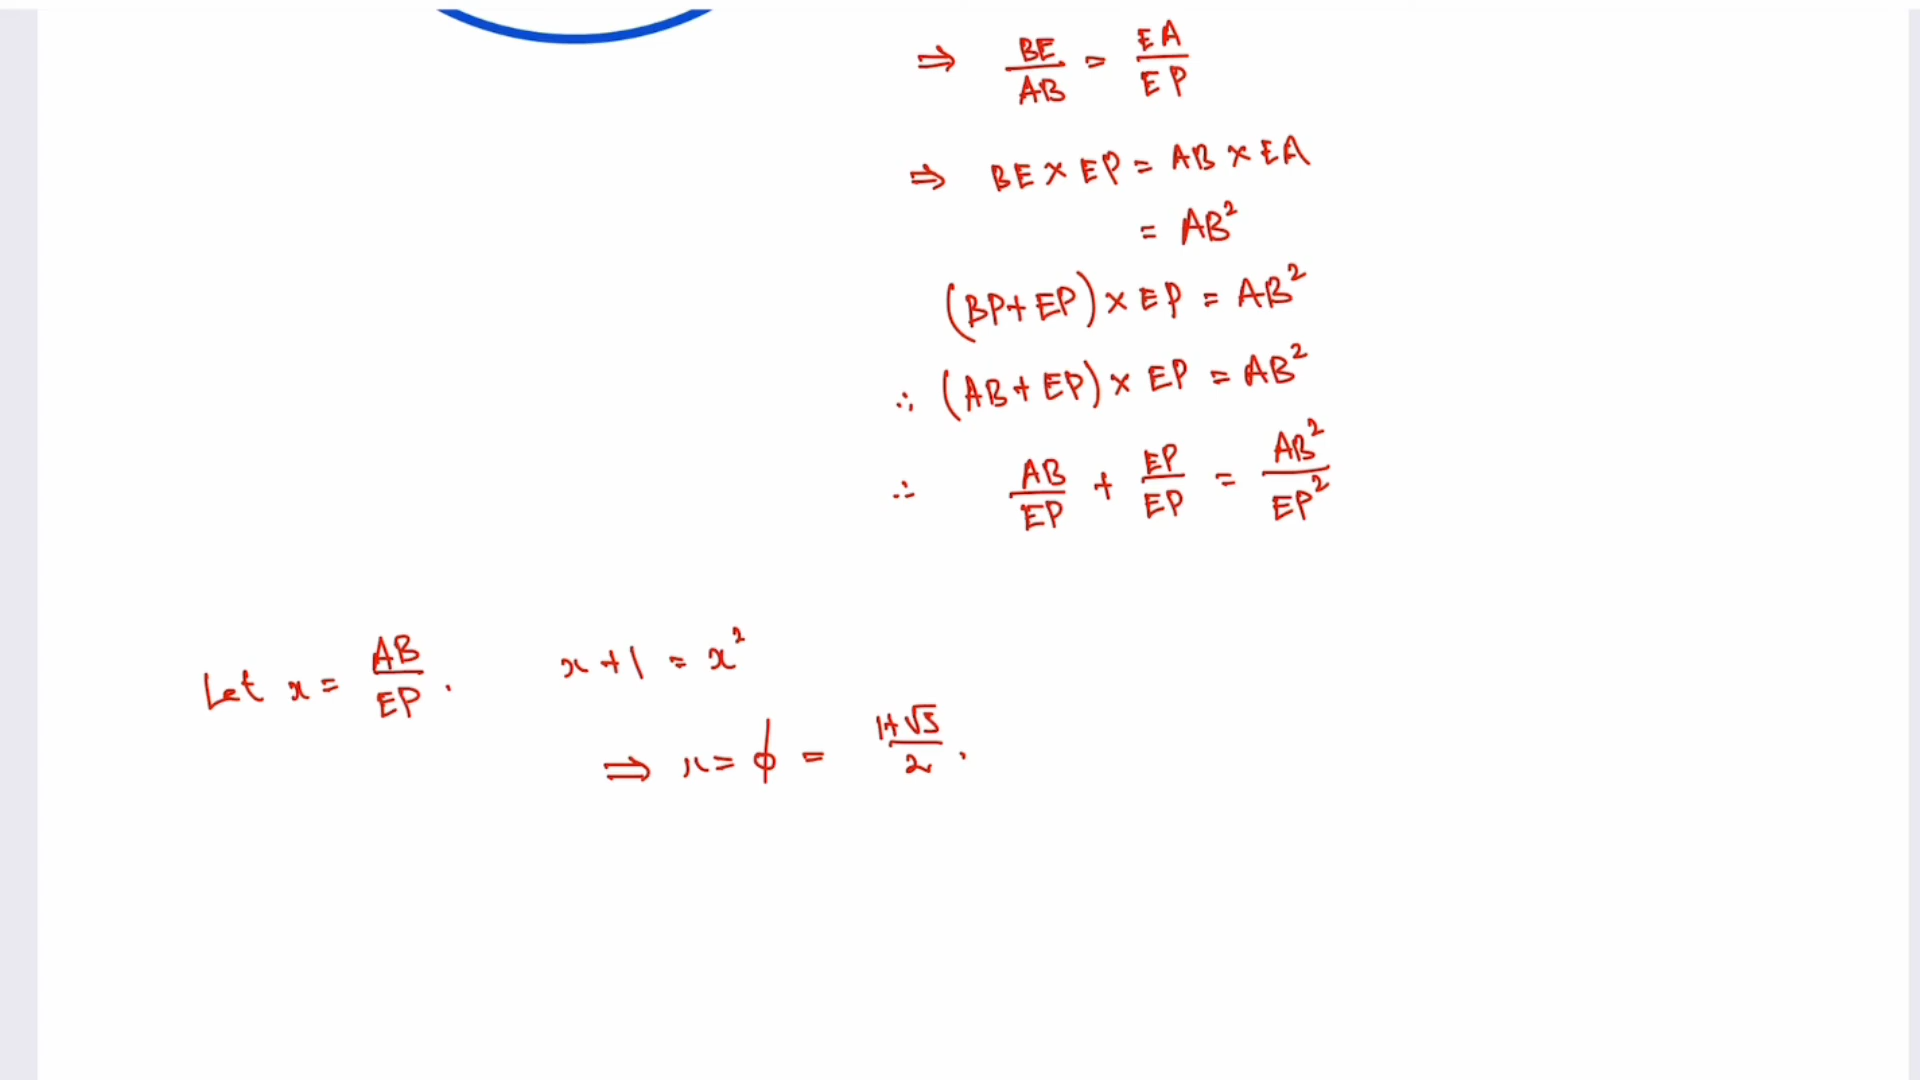 ⇒ BE/AB = EA/EP
⇒ BE × EP = AB × EA
= AB²
(BP + EP) × EP = AB²
∴ (AB + EP) × EP = AB²
∴ AB/EP + EP/EP = AB²/EP²
Let x = AB/EP. x + 1 = x²
⇒ x = ϕ = 1+√5/2.